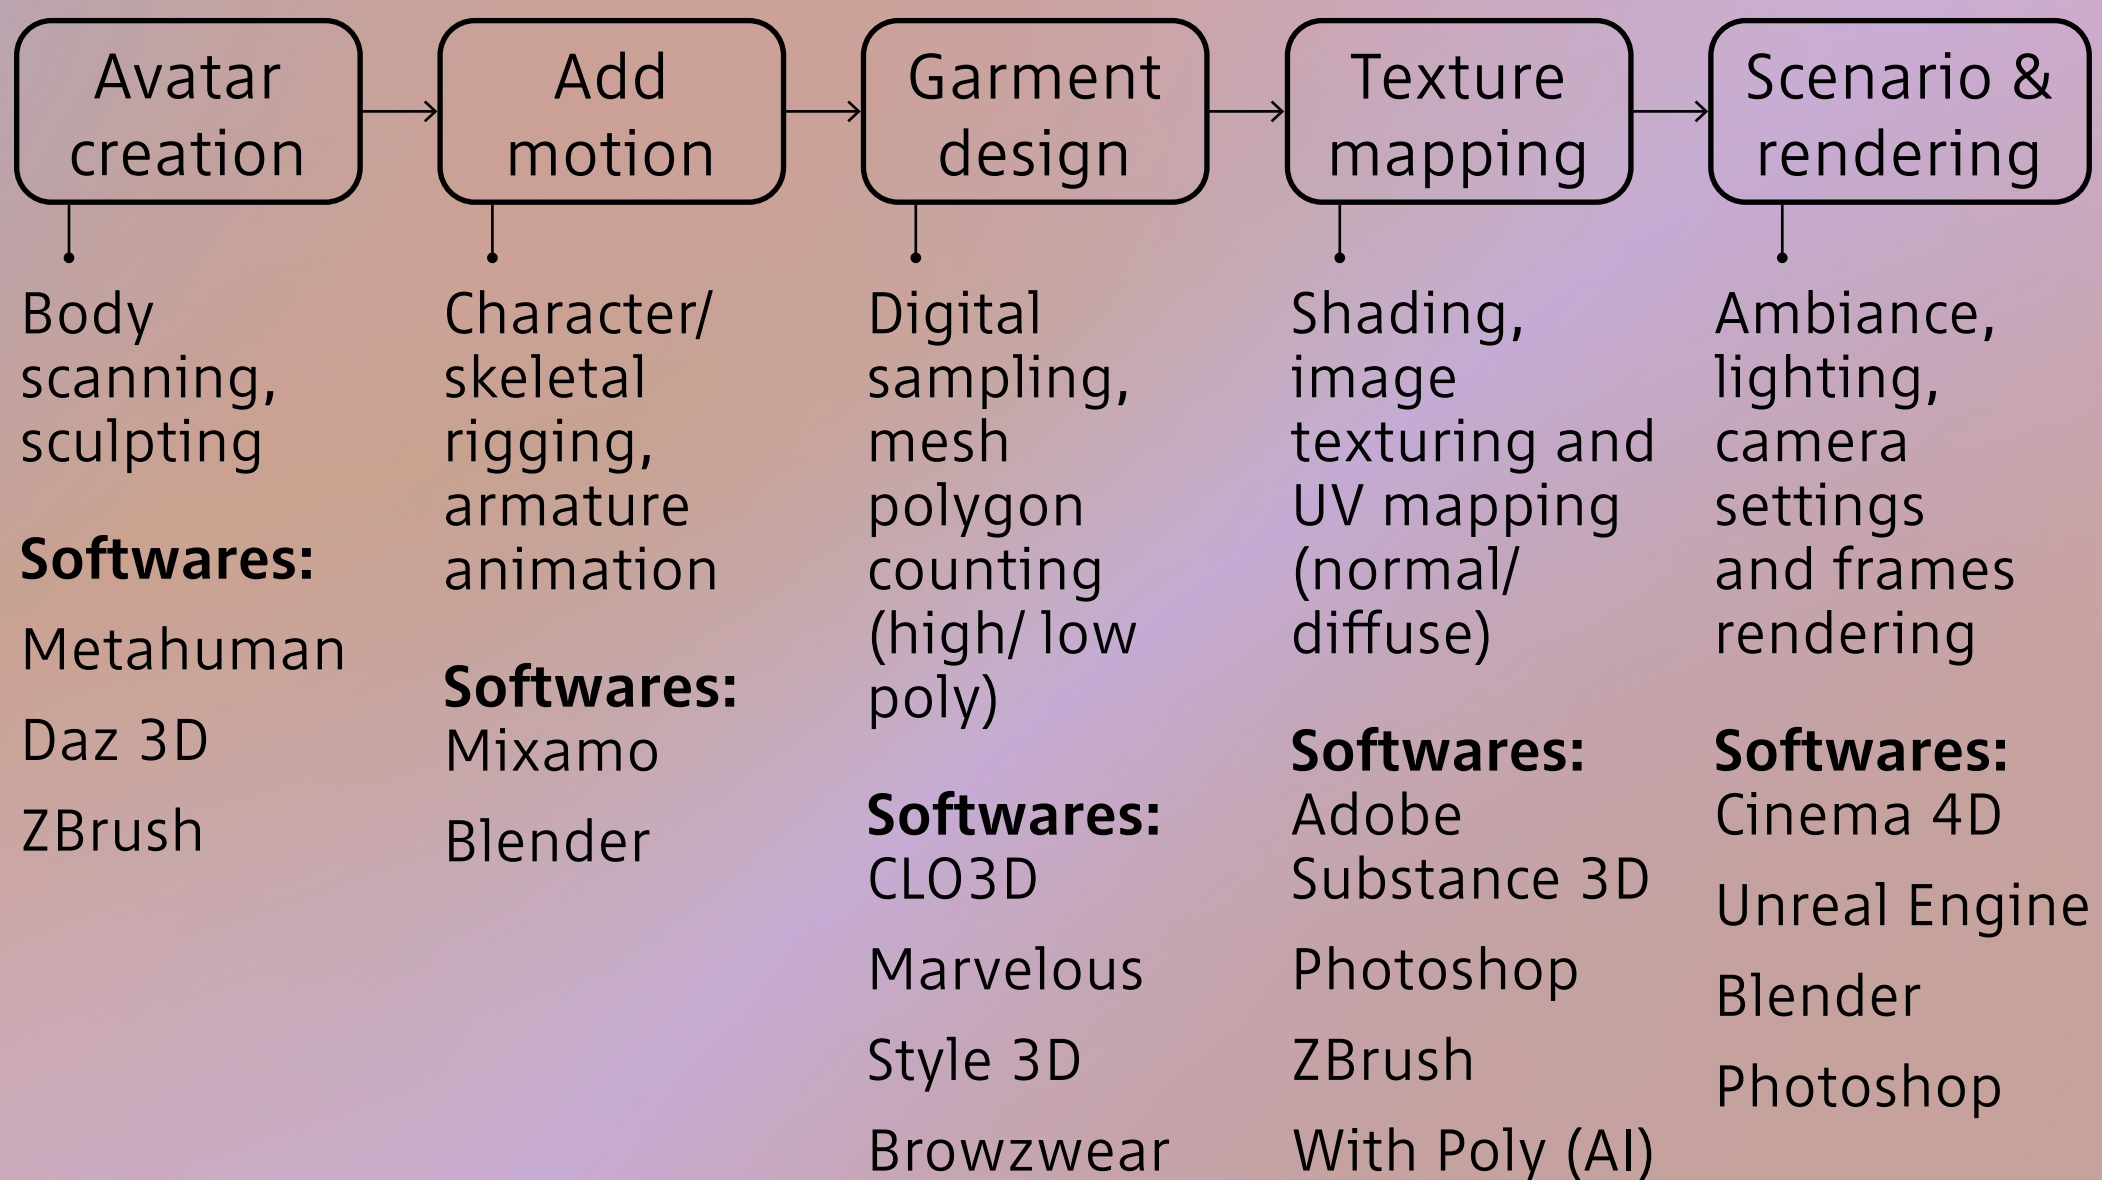 Avatar
creation
Add
motion
Garment
design
Texture
mapping
Scenario &
rendering
Body
scanning,
sculpting
Softwares:
Metahuman
Daz 3D
ZBrush
Character/
skeletal
rigging,
armature
animation
Softwares:
Mixamo
Blender
Digital
sampling,
mesh
polygon
counting
(high/ low
poly)
Softwares:
CLO3D
Marvelous
Style 3D
Browzwear
Shading,
image
texturing and
UV mapping
(normal/
diffuse)
Softwares:
Adobe
Substance 3D
Photoshop
ZBrush
With Poly (AI)
Ambiance,
lighting,
camera
settings
and frames
rendering
Softwares:
Cinema 4D
Unreal Engine
Blender
Photoshop